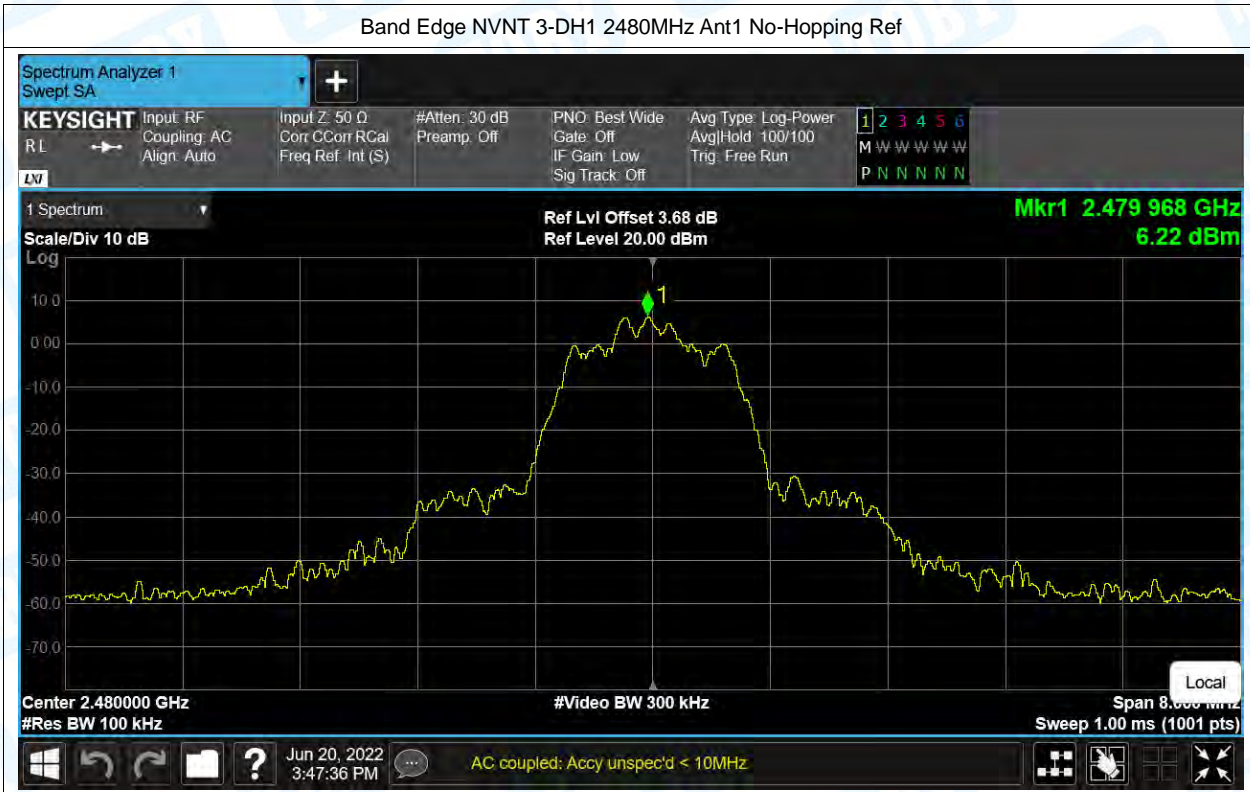 Band Edge NVNT 3-DH1 2480MHz Ant1 No-Hopping Ref
Spectrum Analyzer 1
Swept SA
+
KEYSIGHT
RL
LXI
Input: RF
Coupling: AC
Align: Auto
Input Z: 50 Ω
Corr CCorr RCal
Freq Ref: Int (S)
#Atten: 30 dB
Preamp: Off
PNO: Best Wide
Gate: Off
IF Gain: Low
Sig Track: Off
Avg Type: Log-Power
Avg|Hold: 100/100
Trig: Free Run
1 2 3 4 5 6
M W W W W W
P N N N N N
1 Spectrum
Scale/Div 10 dB
Ref Lvl Offset 3.68 dB
Ref Level 20.00 dBm
Mkr1 2.479 968 GHz
6.22 dBm
Log
10.0
0.00
-10.0
-20.0
-30.0
-40.0
-50.0
-60.0
-70.0
1
Local
Center 2.480000 GHz
#Video BW 300 kHz
Span 8.000 MHz
#Res BW 100 kHz
Sweep 1.00 ms (1001 pts)
?
Jun 20, 2022
3:47:36 PM
AC coupled: Accy unspec'd < 10MHz